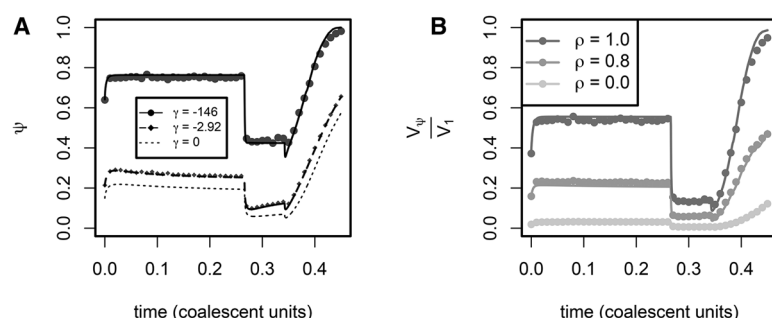 A
B
ψ
0.0 0.2 0.4 0.6 0.8 1.0
γ = -146
γ = -2.92
γ = 0
0.0 0.1 0.2 0.3 0.4
time (coalescent units)
Vψ
V1
0.0 0.2 0.4 0.6 0.8 1.0
ρ = 1.0
ρ = 0.8
ρ = 0.0
0.0 0.1 0.2 0.3 0.4
time (coalescent units)